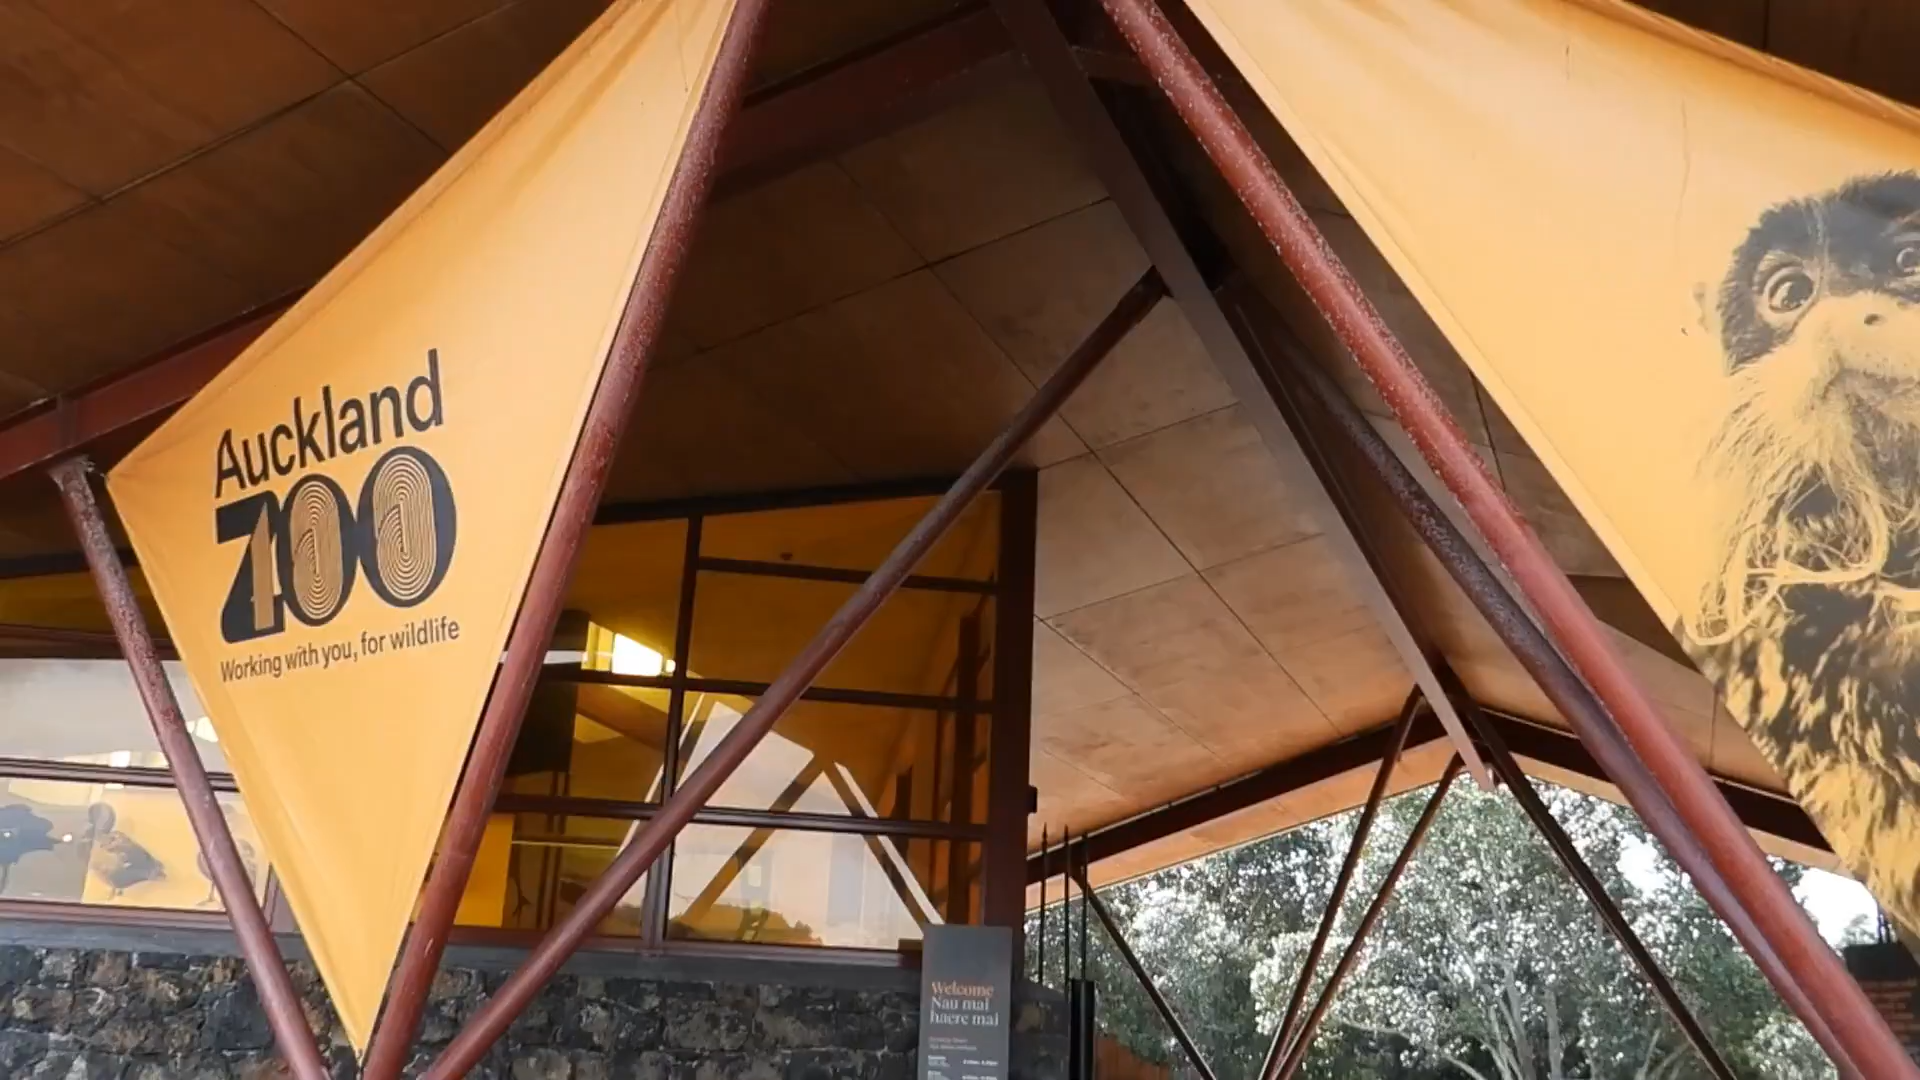 Auckland
ZOO
Working with you, for wildlife
Welcome
Nau mai
haere mai